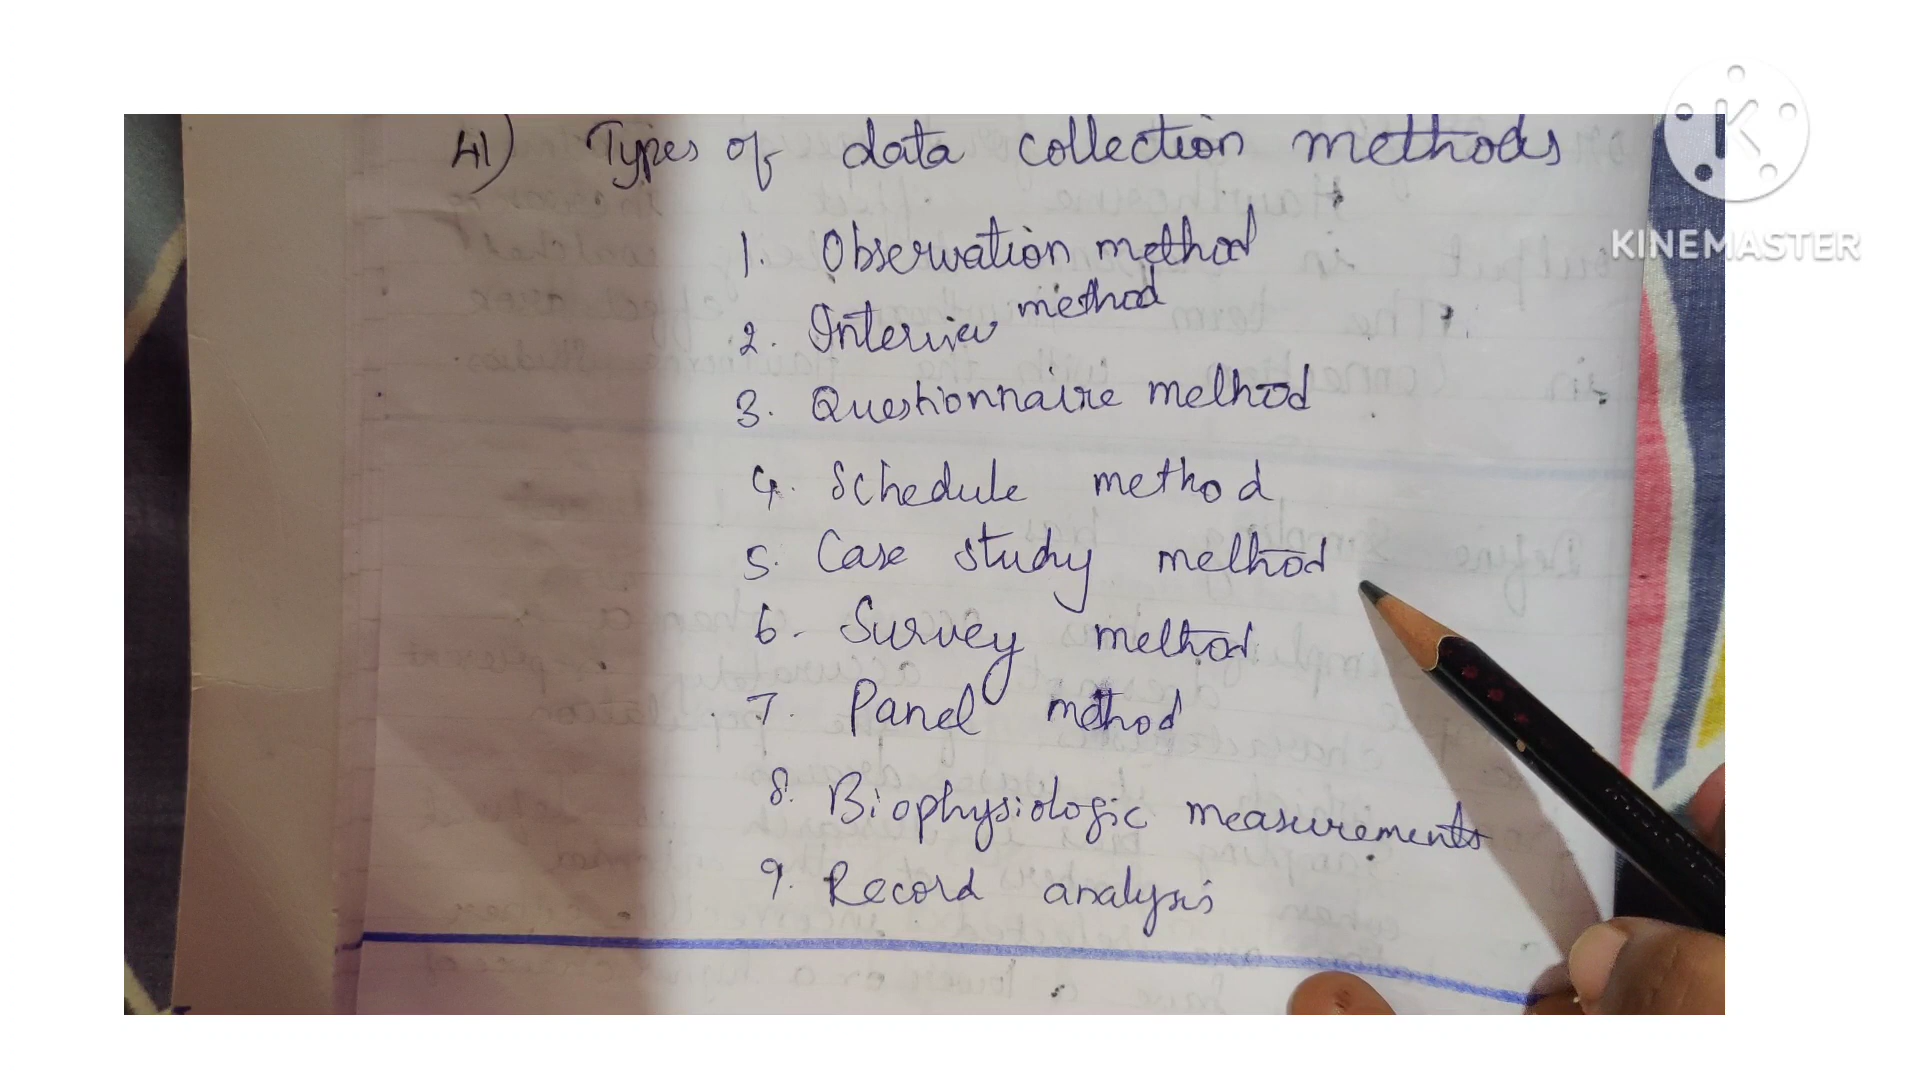 41) Types of data collection methods
KINEMASTER
1. Observation method
2. Interview method
3. Questionnaire method
4. Schedule method
5. Case study method
6. Survey method
7. Panel method
8. Biophysiologic measurements
9. Record analysis